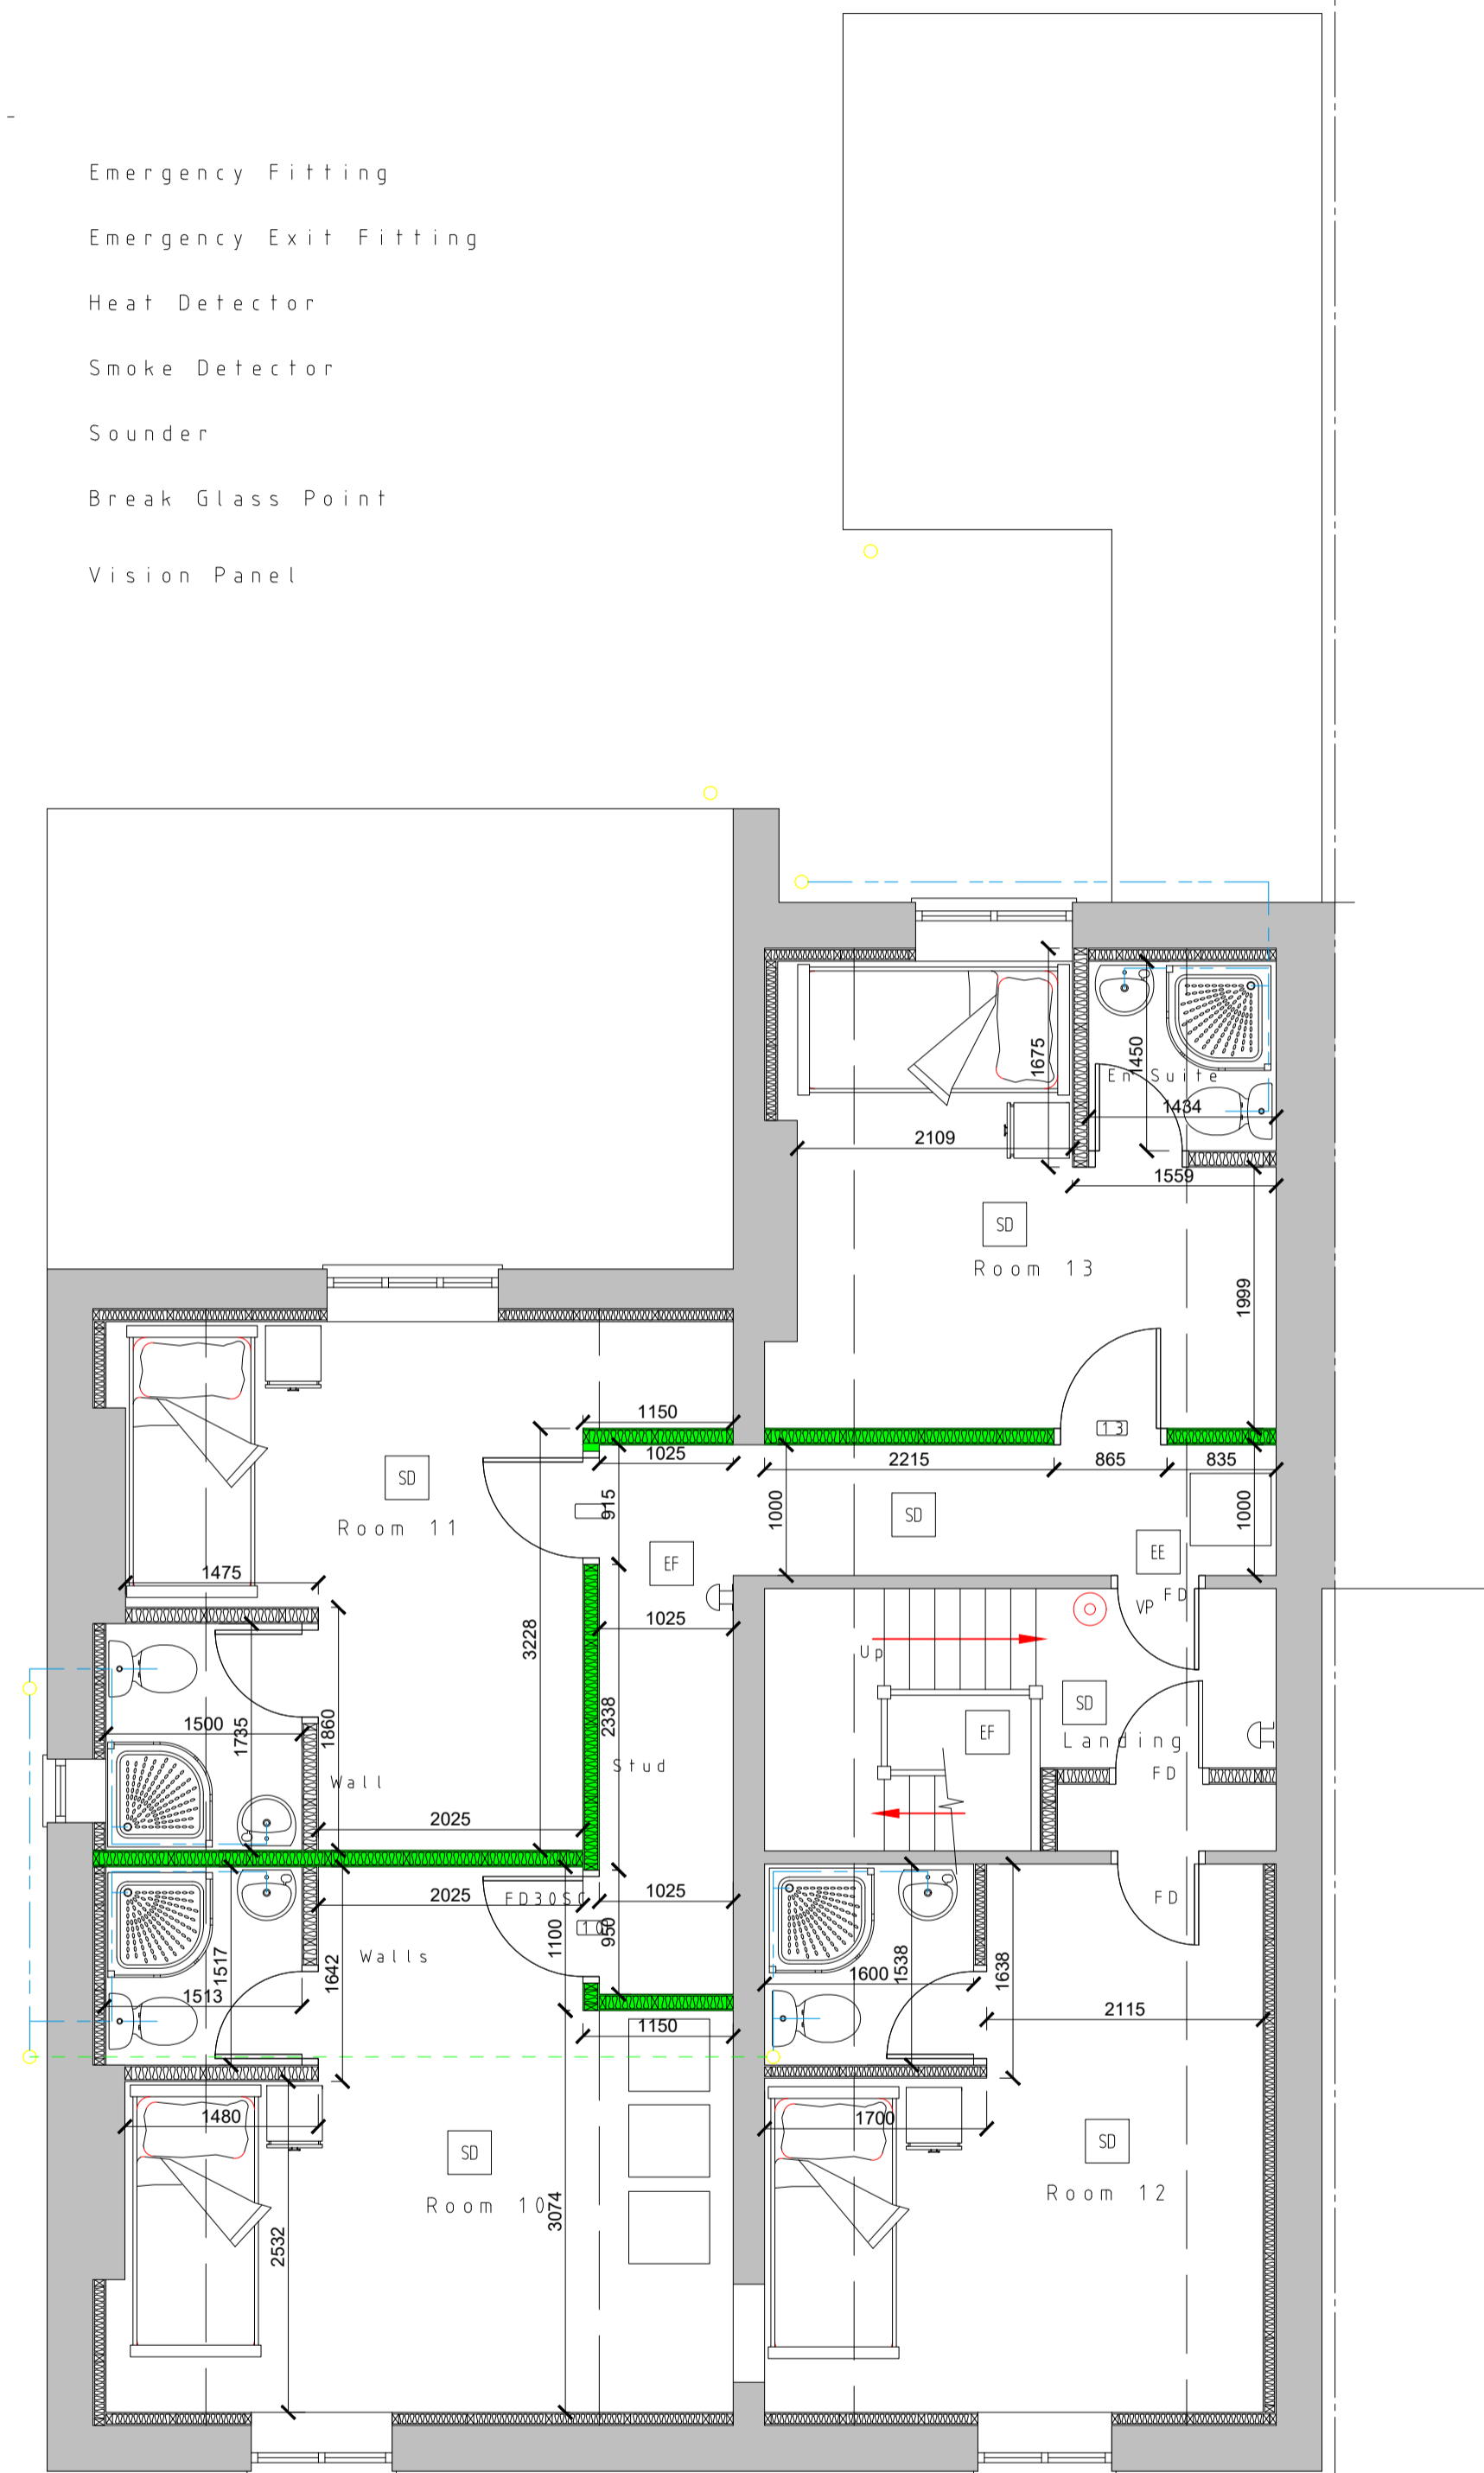 Emergency Fitting
Emergency Exit Fitting
Heat Detector
Smoke Detector
Sounder
Break Glass Point
Vision Panel
1675
1450
En Suite
1434
2109
1559
SD
Room 13
1999
1150
13
1025
2215
865
835
SD
915
1000
SD
1000
Room 11
EF
EE
1475
FD
VP
1025
3228
Up
SD
1500
1735
1860
2338
EF
Landing
Wall
Stud
FD
2025
2025
FD30SC
1025
FD
1100
10
950
Walls
1517
1642
1538
1638
1513
1600
2115
1150
1480
1700
SD
SD
Room 12
Room 10
3074
2532